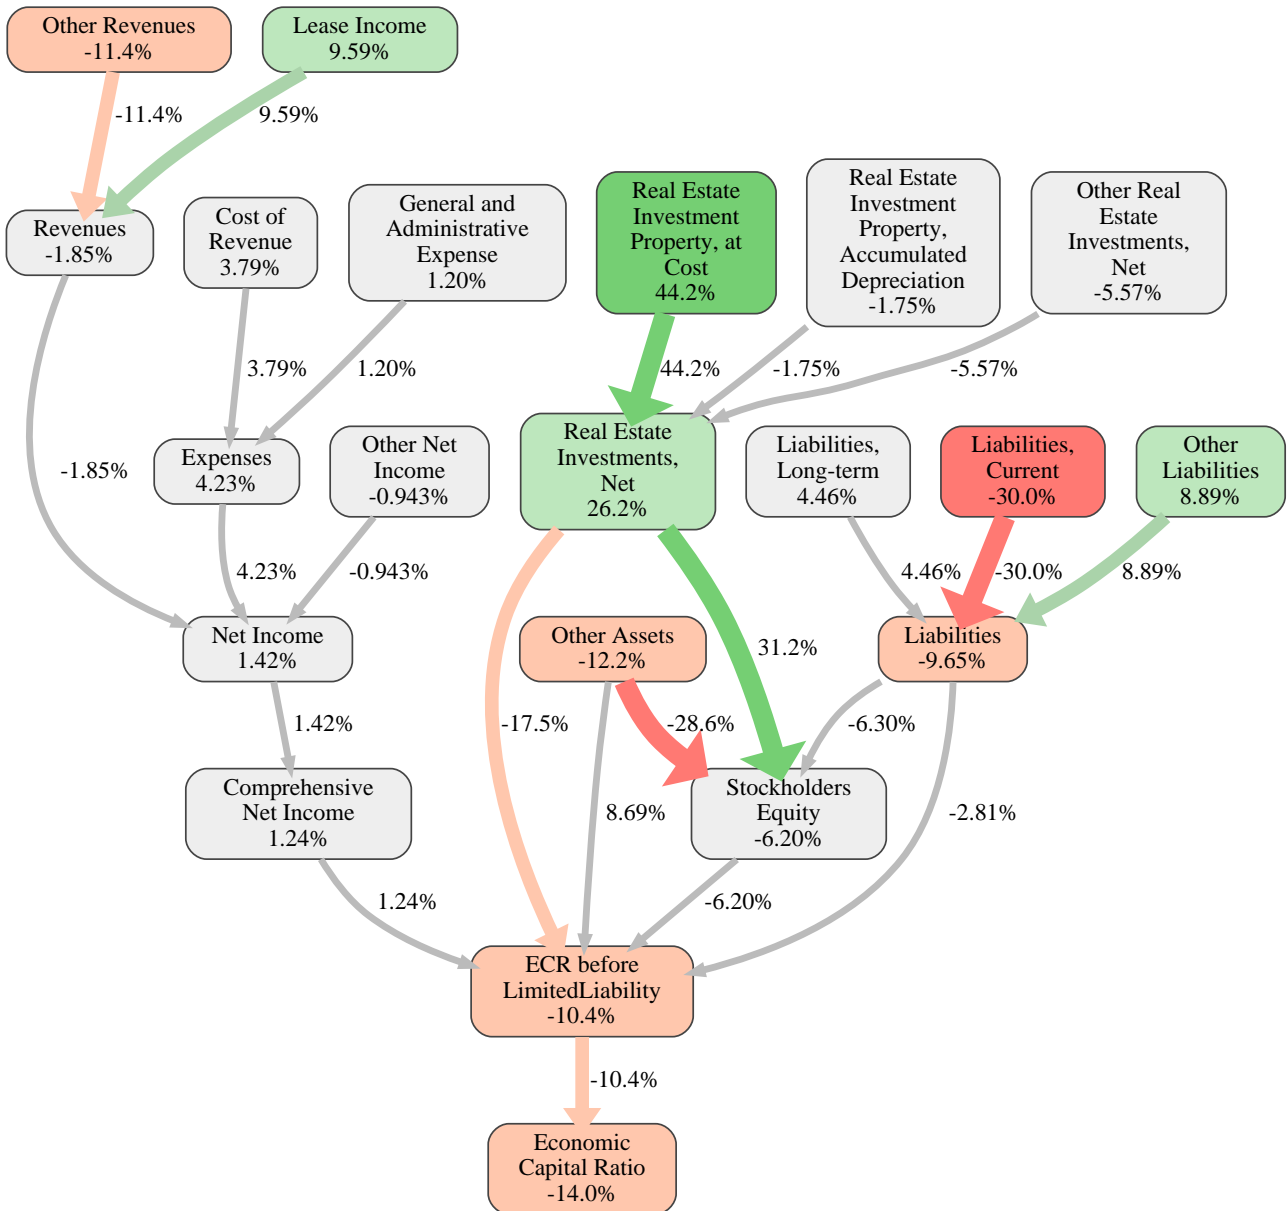 Other Revenues
-11.4%
Lease Income
9.59%
-11.4%
9.59%
Revenues
-1.85%
Cost of
Revenue
3.79%
General and
Administrative
Expense
1.20%
Real Estate
Investment
Property, at
Cost
44.2%
Real Estate
Investment
Property,
Accumulated
Depreciation
-1.75%
Other Real
Estate
Investments,
Net
-5.57%
3.79%
1.20%
44.2%
-1.75%
-5.57%
-1.85%
Expenses
4.23%
Other Net
Income
-0.943%
Real Estate
Investments,
Net
26.2%
Liabilities,
Long-term
4.46%
Liabilities,
Current
-30.0%
Other
Liabilities
8.89%
4.23%
-0.943%
4.46%
-30.0%
8.89%
Net Income
1.42%
Other Assets
-12.2%
31.2%
Liabilities
-9.65%
1.42%
-17.5%
-28.6%
-6.30%
Comprehensive
Net Income
1.24%
8.69%
Stockholders
Equity
-6.20%
-2.81%
1.24%
-6.20%
ECR before
LimitedLiability
-10.4%
-10.4%
Economic
Capital Ratio
-14.0%